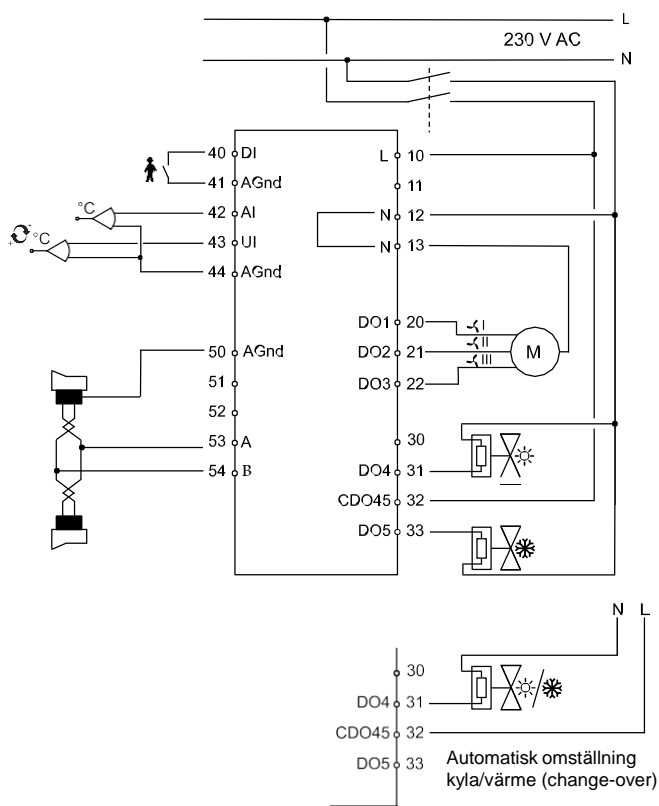 L
230 V AC
N
40 DI
L 10
41 AGnd
11
°C
42 AI
N 12
+ - °C
43 UI
N 13
44 AGnd
DO1 20
I
50 AGnd
DO2 21
II
M
51
DO3 22
III
52
53 A
30
54 B
DO4 31
CDO45 32
DO5 33
N L
30
DO4 31
CDO45 32
DO5 33
Automatisk omställning
kyla/värme (change-over)